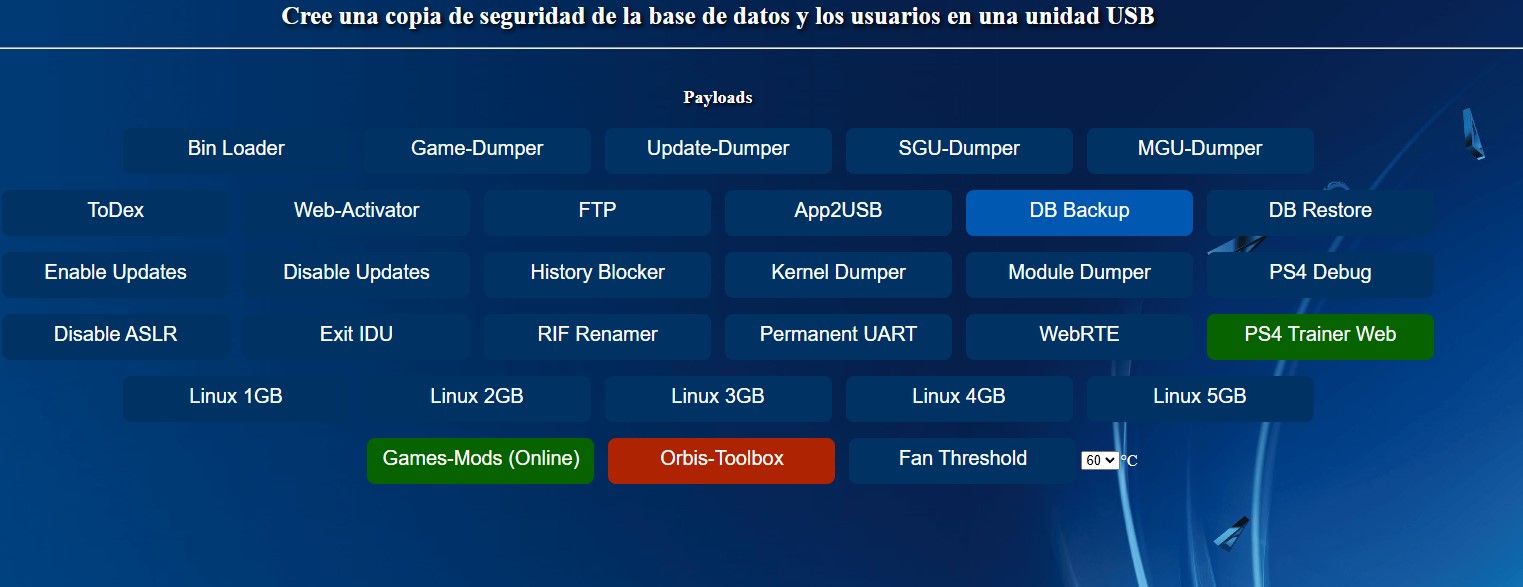 Cree una copia de seguridad de la base de datos y los usuarios en una unidad USB
Payloads
Bin Loader Game-Dumper Update-Dumper SGU-Dumper MGU-Dumper
ToDex Web-Activator FTP App2USB DB Backup DB Restore
Enable Updates Disable Updates History Blocker Kernel Dumper Module Dumper PS4 Debug
Disable ASLR Exit IDU RIF Renamer Permanent UART WebRTE PS4 Trainer Web
Linux 1GB Linux 2GB Linux 3GB Linux 4GB Linux 5GB
Games-Mods (Online) Orbis-Toolbox Fan Threshold 60 °C